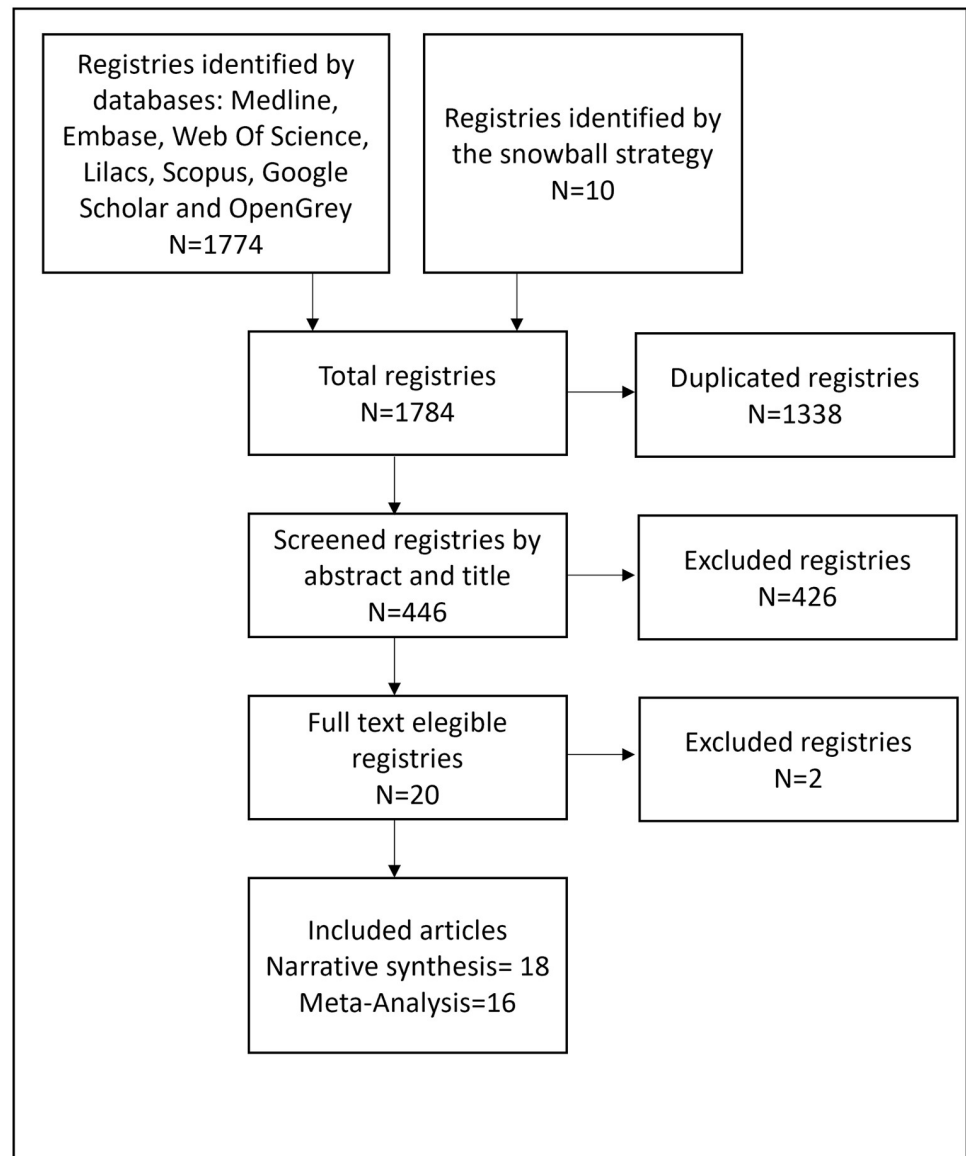 Registries identified by
databases: Medline,
Embase, Web Of Science,
Lilacs, Scopus, Google
Scholar and OpenGrey
N=1774
Registries identified by
the snowball strategy
N=10
Total registries
N=1784
Duplicated registries
N=1338
Screened registries by
abstract and title
N=446
Excluded registries
N=426
Full text elegible
registries
N=20
Excluded registries
N=2
Included articles
Narrative synthesis= 18
Meta-Analysis=16